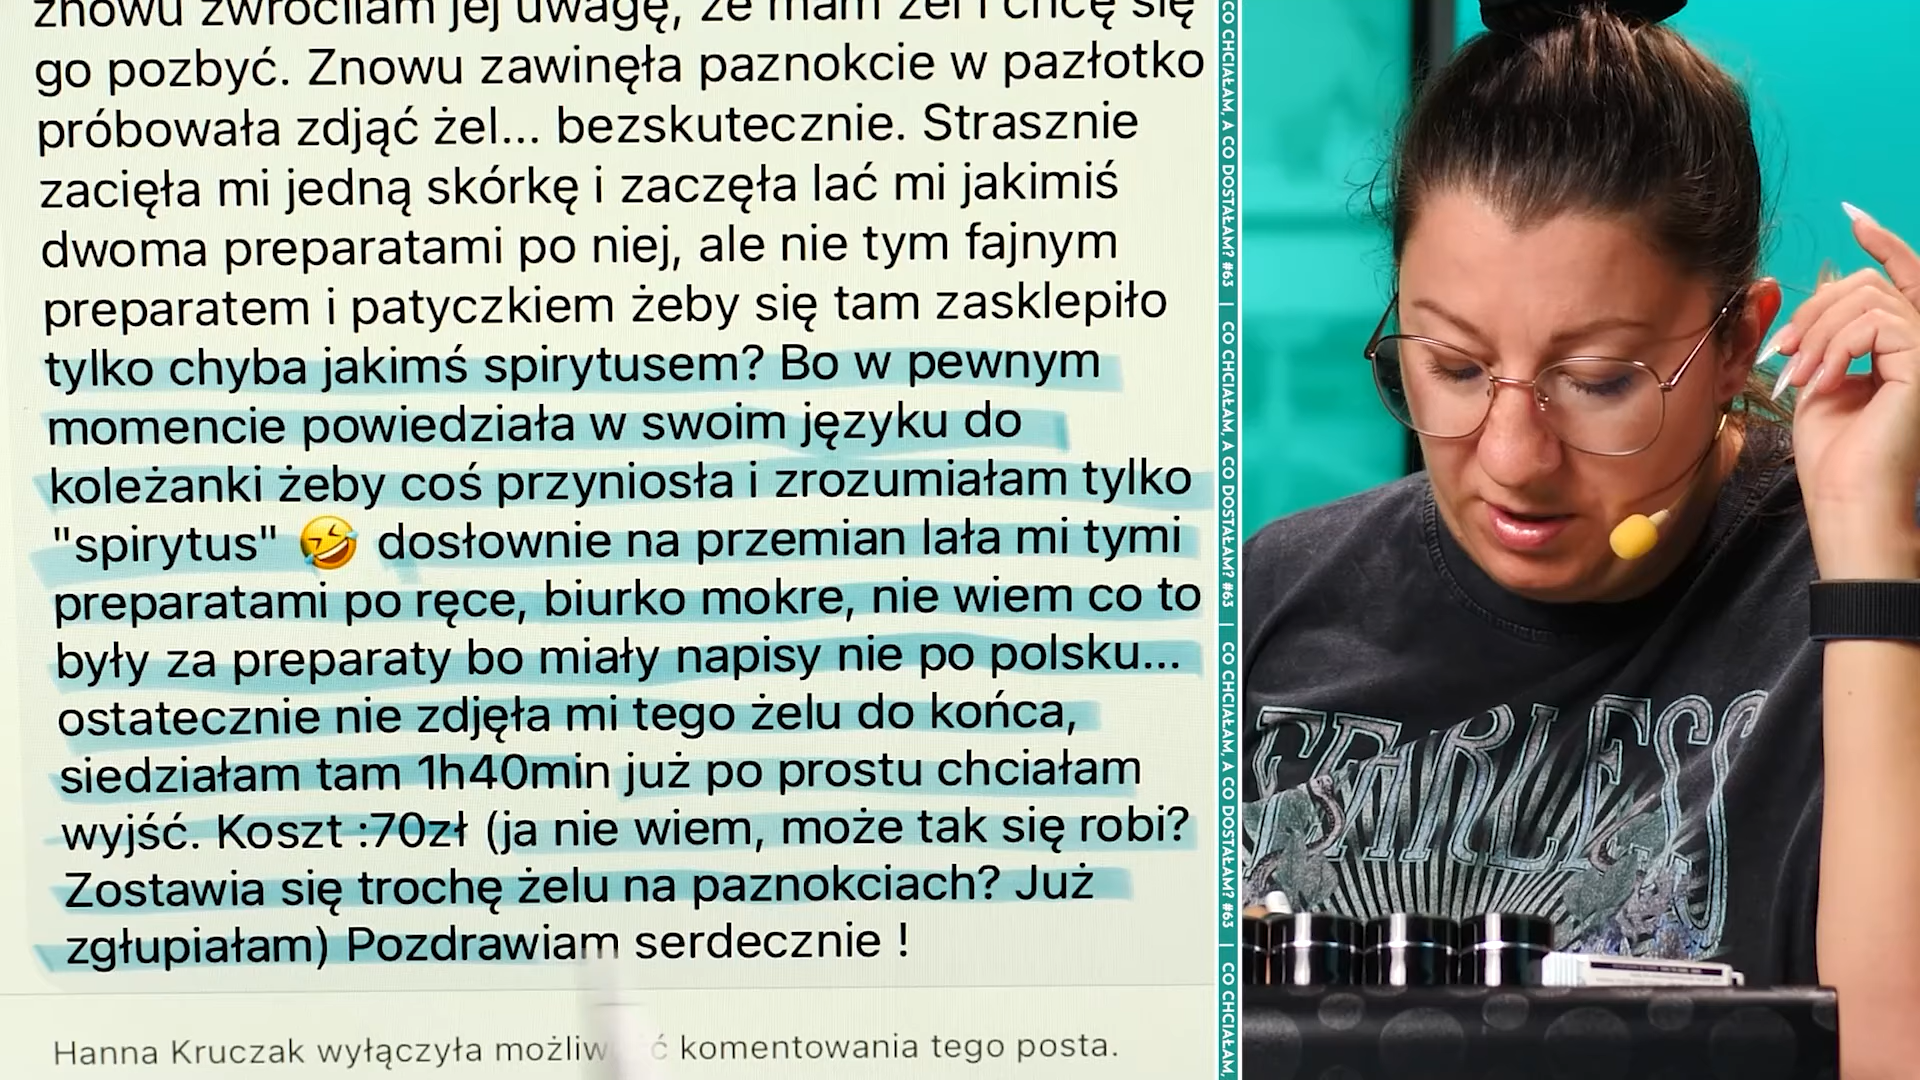 znowu zwróciłam jej uwagę, że mam żel i chcę się
go pozbyć. Znowu zawinęła paznokcie w pazłotko
próbowała zdjąć żel... bezskutecznie. Strasznie
zacięła mi jedną skórkę i zaczęła lać mi jakimiś
dwoma preparatami po niej, ale nie tym fajnym
preparatem i patyczkiem żeby się tam zasklepiło
tylko chyba jakimś spirytusem? Bo w pewnym
momencie powiedziała w swoim języku do
koleżanki żeby coś przyniosła i zrozumiałam tylko
"spirytus" 🤣 dosłownie na przemian lała mi tymi
preparatami po ręce, biurko mokre, nie wiem co to
były za preparaty bo miały napisy nie po polsku...
ostatecznie nie zdjęła mi tego żelu do końca,
siedziałam tam 1h40min już po prostu chciałam
wyjść. Koszt :70zł (ja nie wiem, może tak się robi?
Zostawia się trochę żelu na paznokciach? Już
zgłupiałam) Pozdrawiam serdecznie !
Hanna Kruczak wyłączyła możliw ć komentowania tego posta.
CO CHCIAŁAM, A CO DOSTAŁAM? #63 | CO CHCIAŁAM, A CO DOSTAŁAM? #63 | CO CHCIAŁAM, A CO DOSTAŁAM? #63 | CO CHCIAŁAM,
FEARLESS